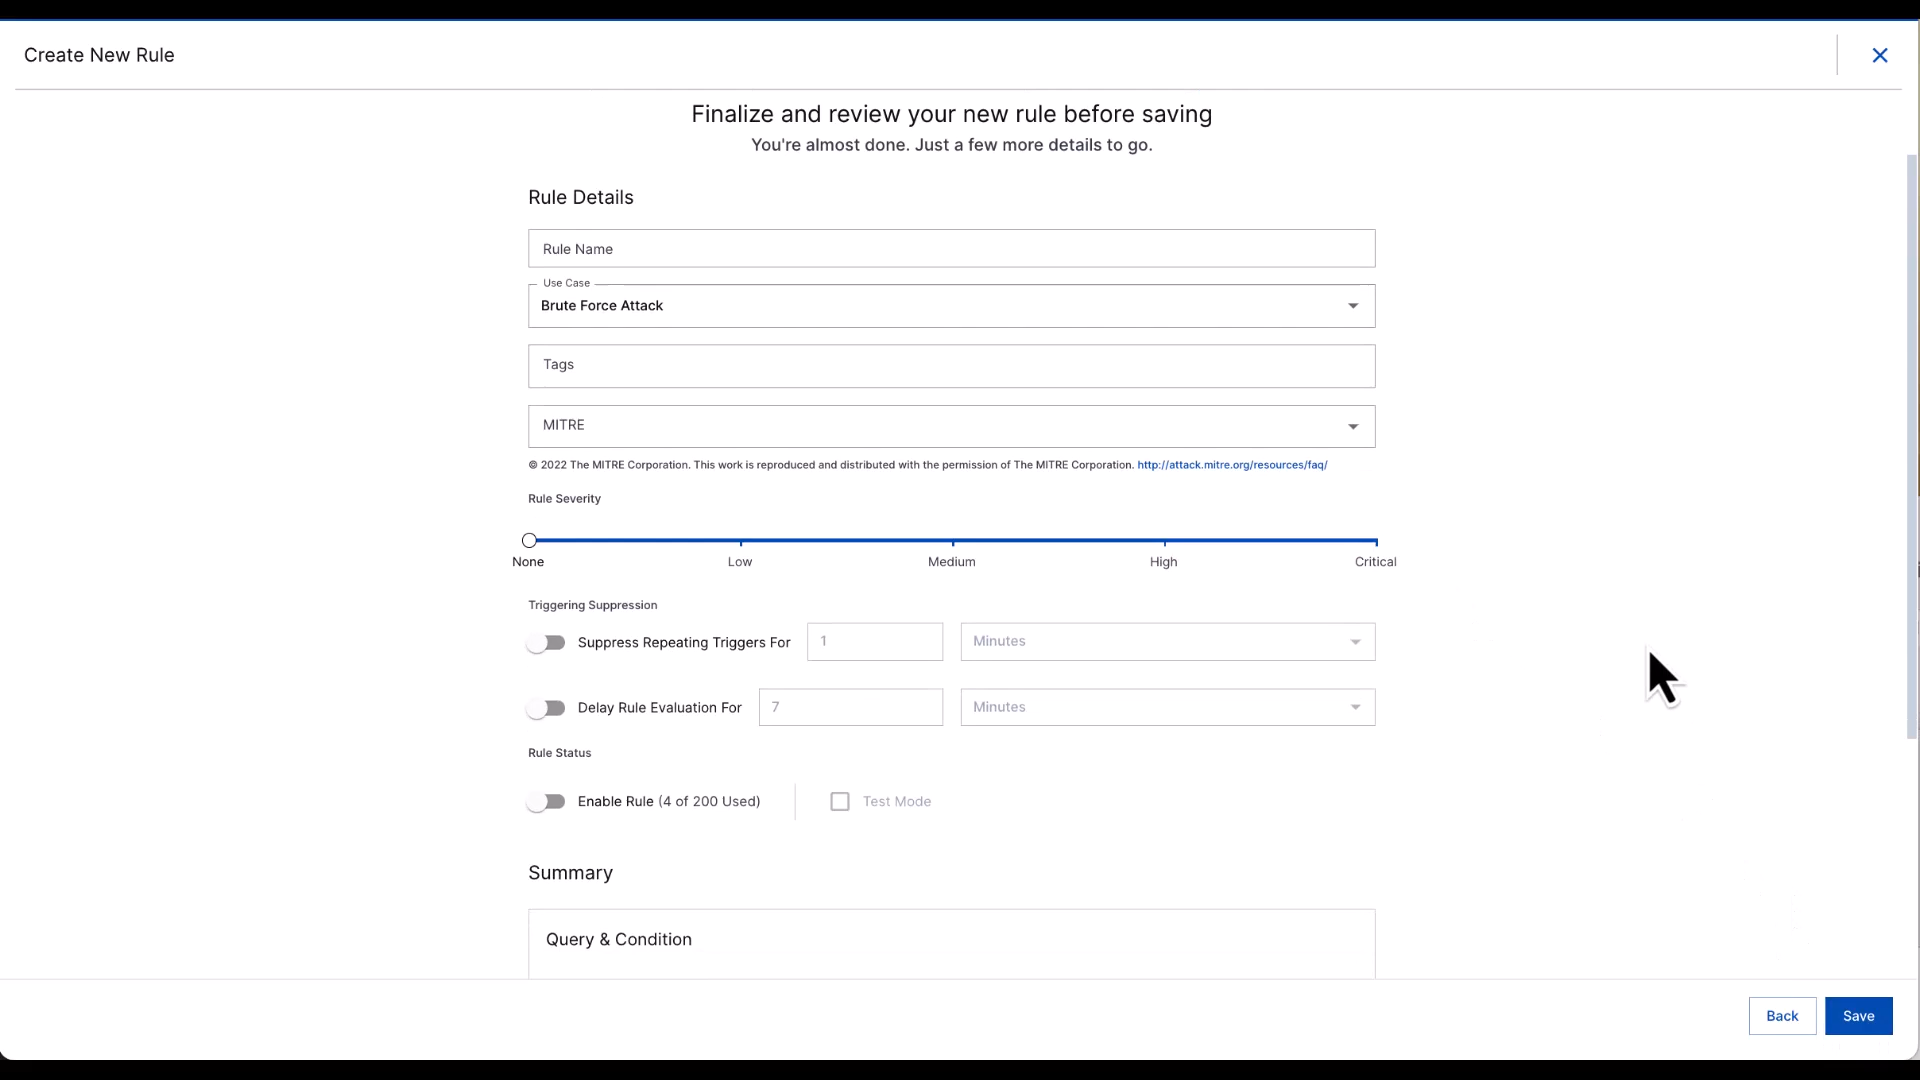 Create New Rule
Finalize and review your new rule before saving
You're almost done. Just a few more details to go.
Rule Details
Rule Name
Use Case
Brute Force Attack
Tags
MITRE
© 2022 The MITRE Corporation. This work is reproduced and distributed with the permission of The MITRE Corporation. http://attack.mitre.org/resources/faq/
Rule Severity
None Low Medium High Critical
Triggering Suppression
Suppress Repeating Triggers For 1 Minutes
Delay Rule Evaluation For 7 Minutes
Rule Status
Enable Rule (4 of 200 Used) Test Mode
Summary
Query & Condition
Back Save